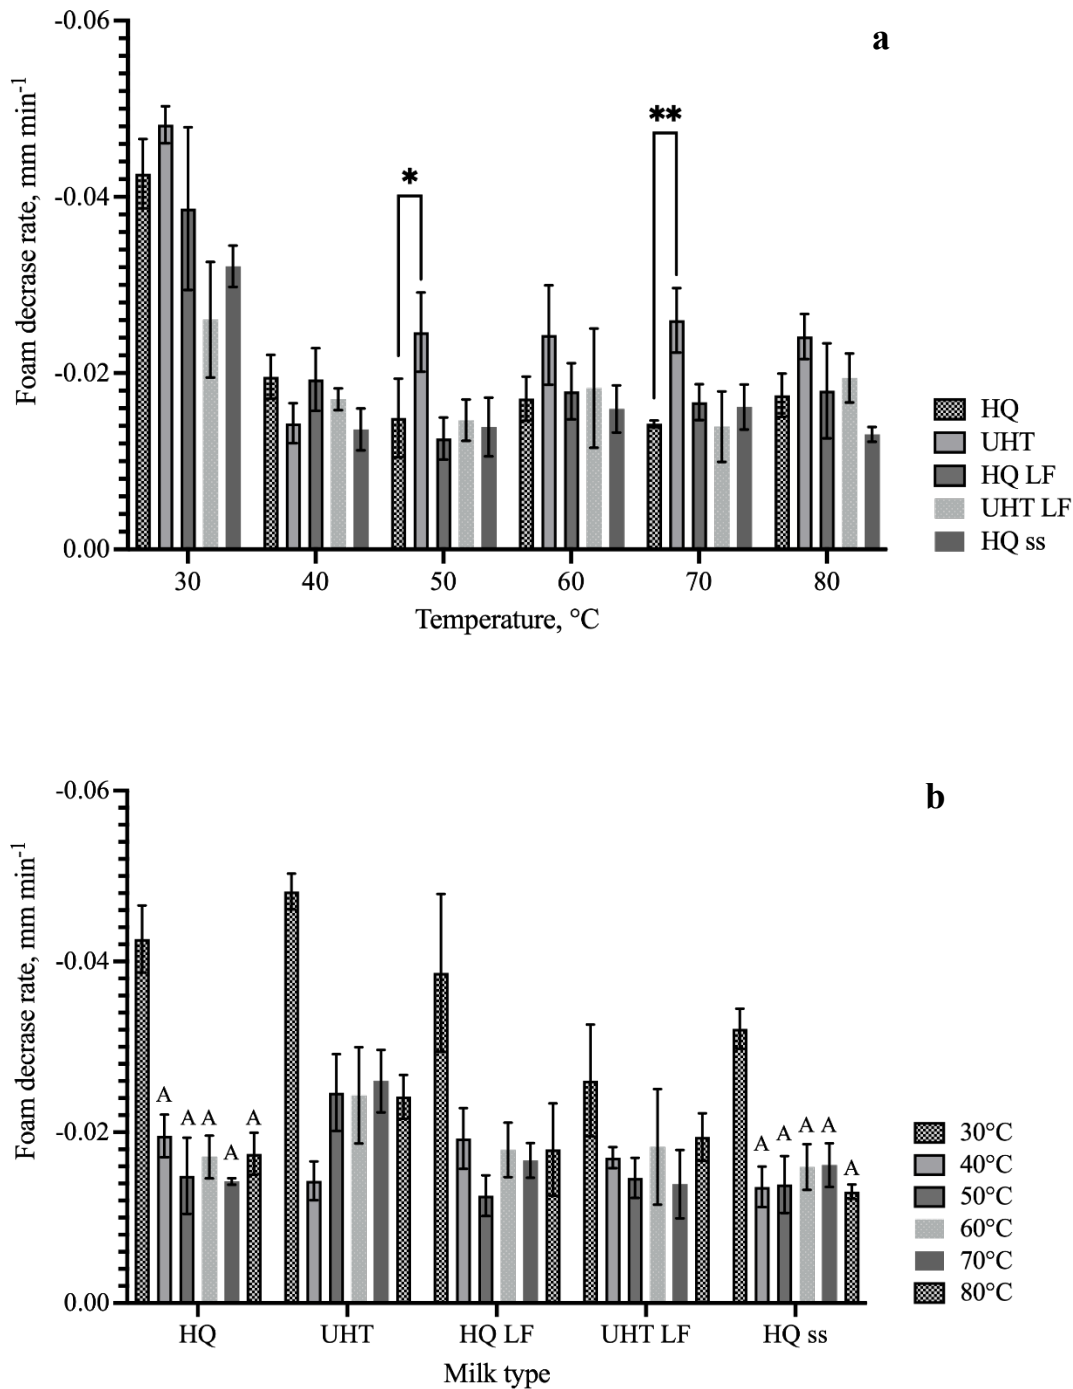 a
-0.06
-0.04
-0.02
0.00
Foam decrase rate, mm min-1
*
**
30 40 50 60 70 80
Temperature, °C
HQ
UHT
HQ LF
UHT LF
HQ ss
b
-0.06
-0.04
-0.02
0.00
Foam decrase rate, mm min-1
A A A A A
A A A A A
HQ UHT HQ LF UHT LF HQ ss
Milk type
30°C
40°C
50°C
60°C
70°C
80°C